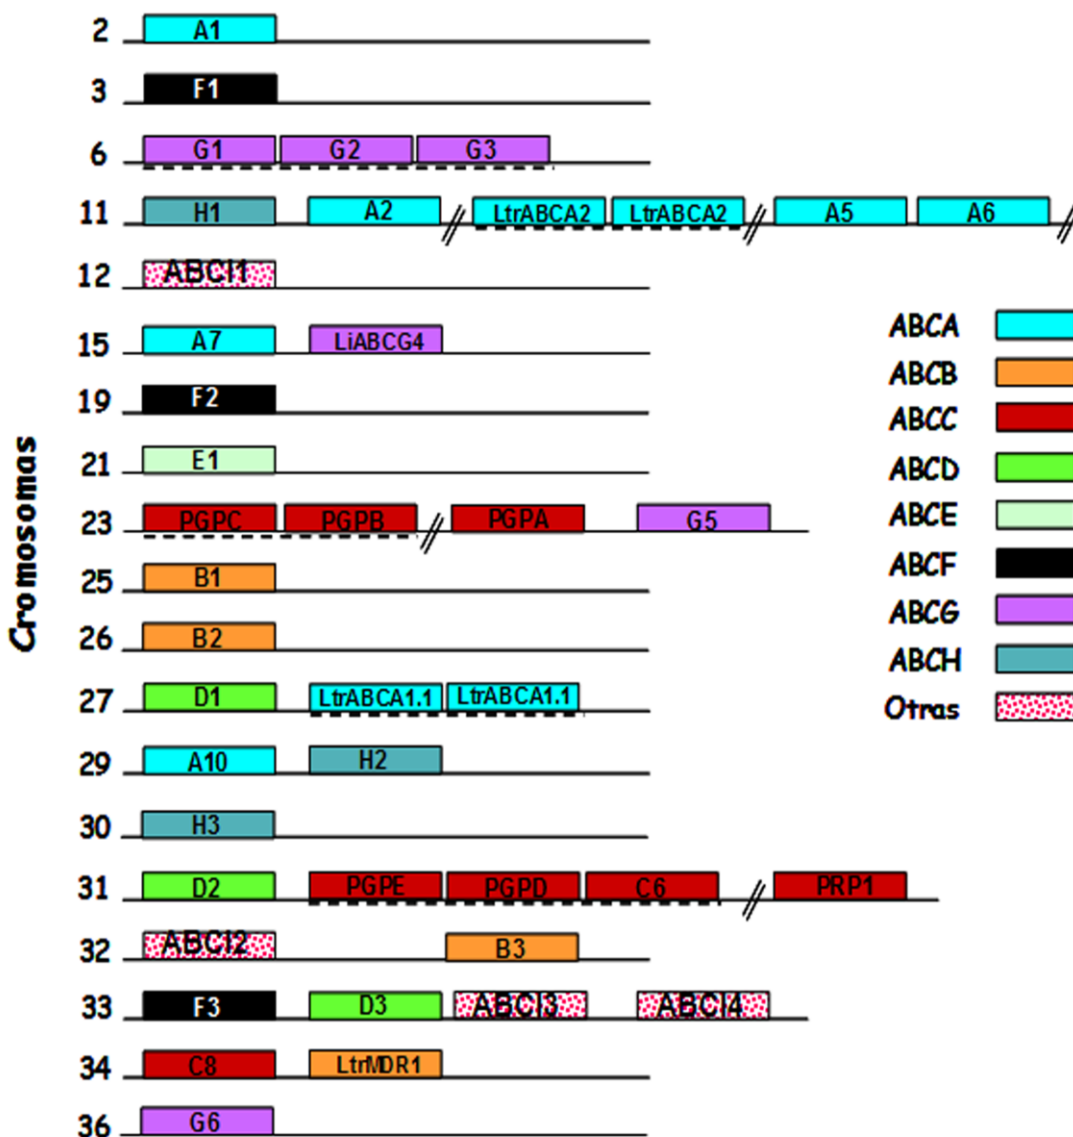 2 A1
3 F1
6 G1 G2 G3
11 H1 A2 LtrABCA2 LtrABCA2 A5 A6
12 ABCI1
15 A7 LiABCG4
19 F2
21 E1
23 PGPC PGPB PGPA G5
25 B1
26 B2
27 D1 LtrABCA1.1 LtrABCA1.1
29 A10 H2
30 H3
31 D2 PGPE PGPD C6 PRP1
32 ABCI2 B3
33 F3 D3 ABCI3 ABCI4
34 C8 LtrMDR1
36 G6
Cromosomas
ABCA
ABCB
ABCC
ABCD
ABCE
ABCF
ABCG
ABCH
Otras